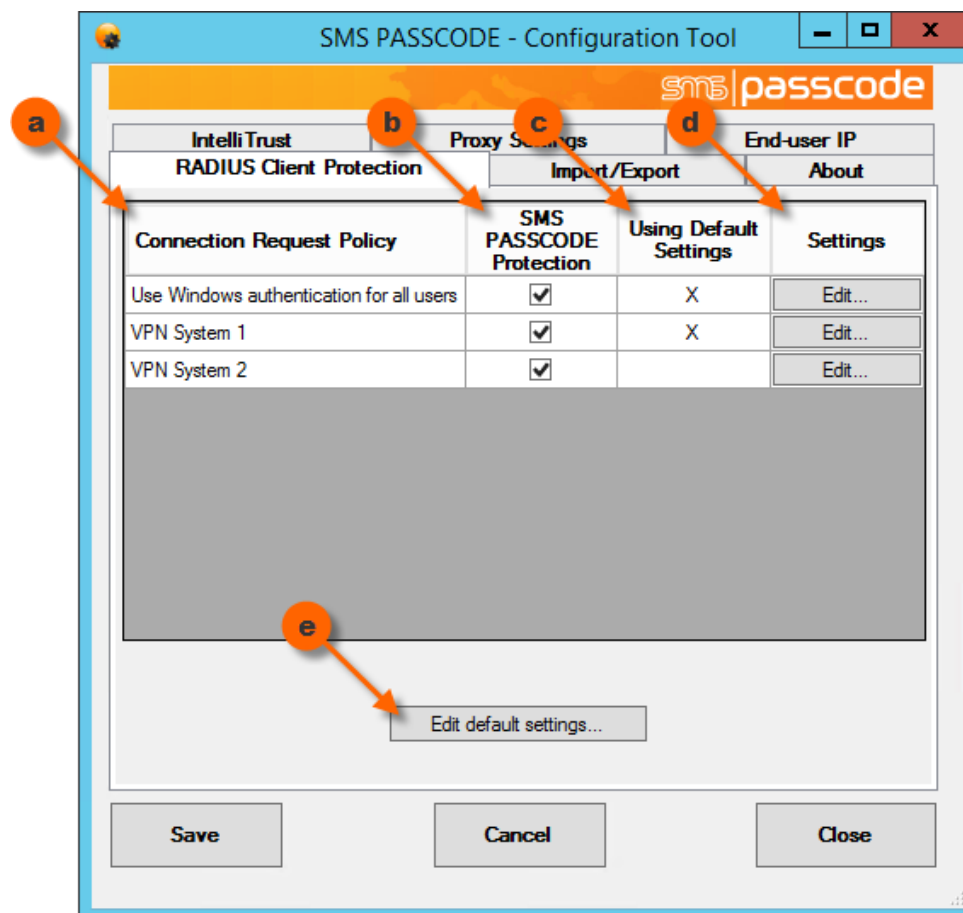 SMS PASSCODE - Configuration Tool
sms|passcode
a
b
c
d
IntelliTrust
Proxy Settings
End-user IP
RADIUS Client Protection
Import/Export
About
Connection Request Policy
SMS
PASSCODE
Protection
Using Default
Settings
Settings
Use Windows authentication for all users
X
Edit...
VPN System 1
X
Edit...
VPN System 2
Edit...
e
Edit default settings...
Save
Cancel
Close